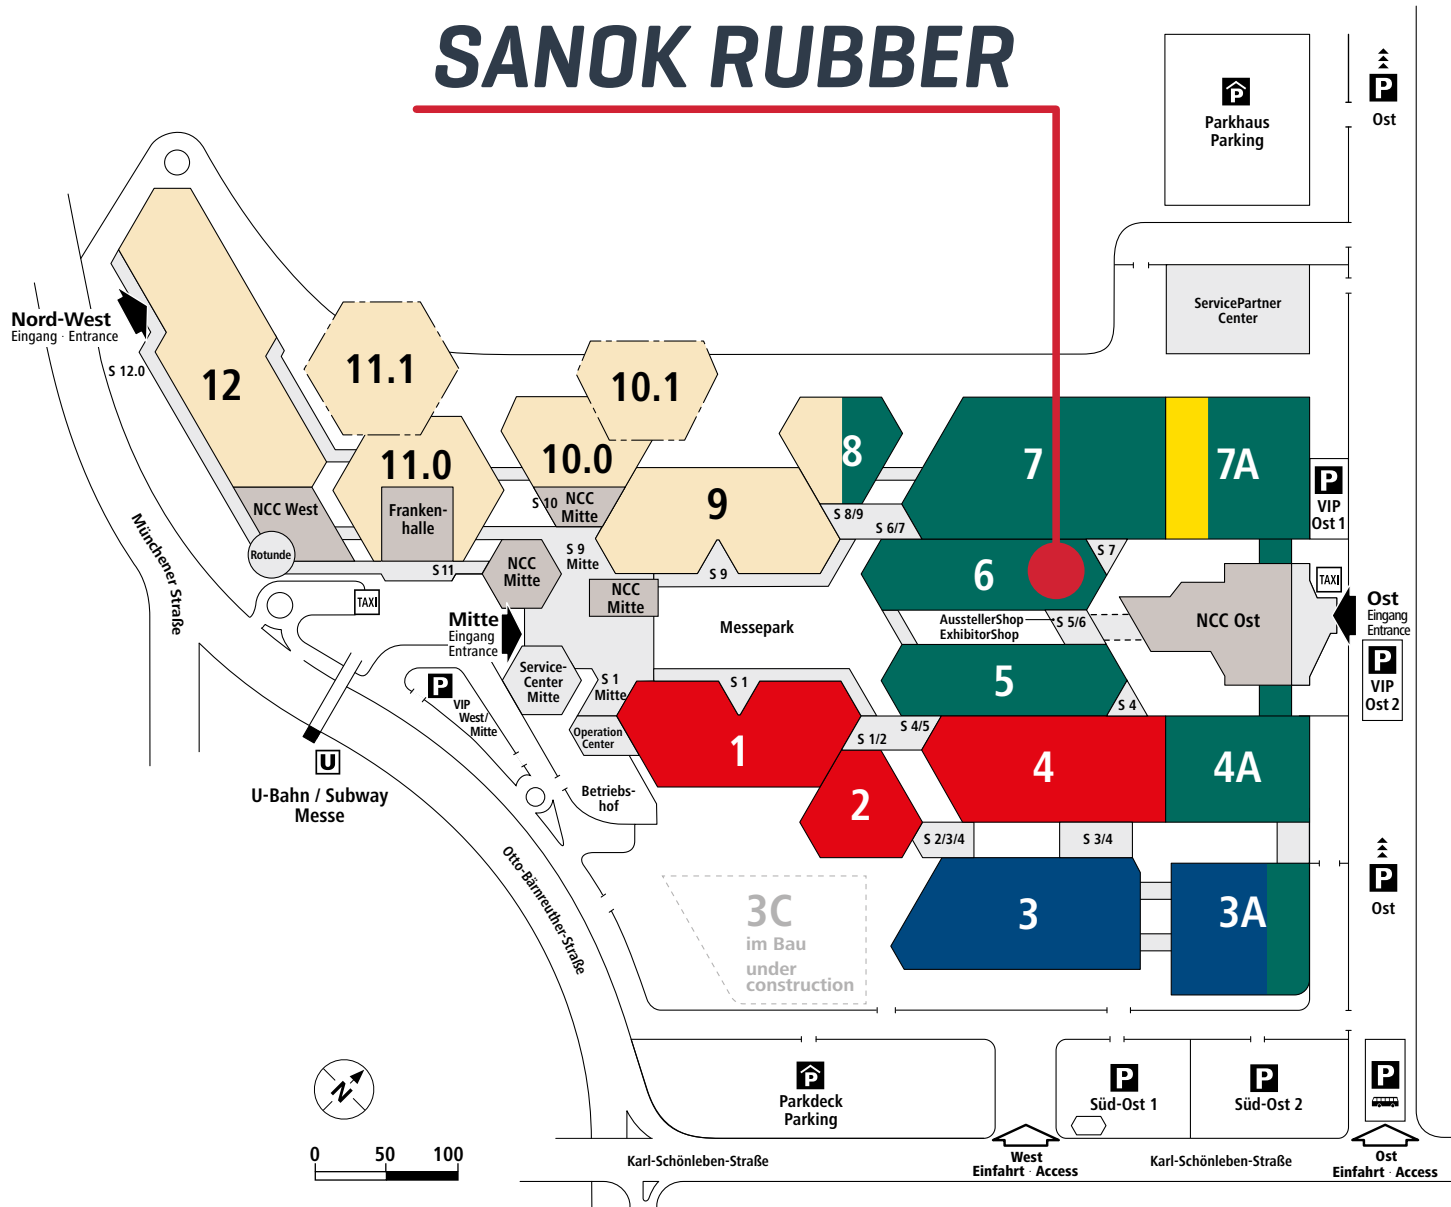 SANOK RUBBER
P
Parkhaus
Parking
P
Ost
ServicePartner
Center
Nord-West
Eingang · Entrance
S 12.0
12
11.1
11.0
10.1
10.0
9
8
7
7A
P
VIP
Ost 1
NCC West
Franken-
halle
S 10
NCC
Mitte
S 8/9
S 6/7
Rotunde
S 11
NCC
Mitte
S 9
Mitte
S 9
NCC
Mitte
6
S 7
TAXI
TAXI
Münchener Straße
Mitte
Eingang
Entrance
Messepark
AusstellerShop
ExhibitorShop
S 5/6
NCC Ost
Ost
Eingang
Entrance
P
VIP
Ost 2
Service-
Center
Mitte
S 1
Mitte
S 1
5
S 4
P
VIP
West/
Mitte
Operation
Center
1
S 1/2
S 4/5
4
4A
U
U-Bahn / Subway
Messe
Betriebs-
hof
2
S 2/3/4
S 3/4
Otto-Bärnreuther-Straße
3C
im Bau
under
construction
3
3A
P
Ost
N
0 50 100
P
Parkdeck
Parking
P
Süd-Ost 1
P
Süd-Ost 2
P
Karl-Schönleben-Straße
West
Einfahrt · Access
Karl-Schönleben-Straße
Ost
Einfahrt · Access